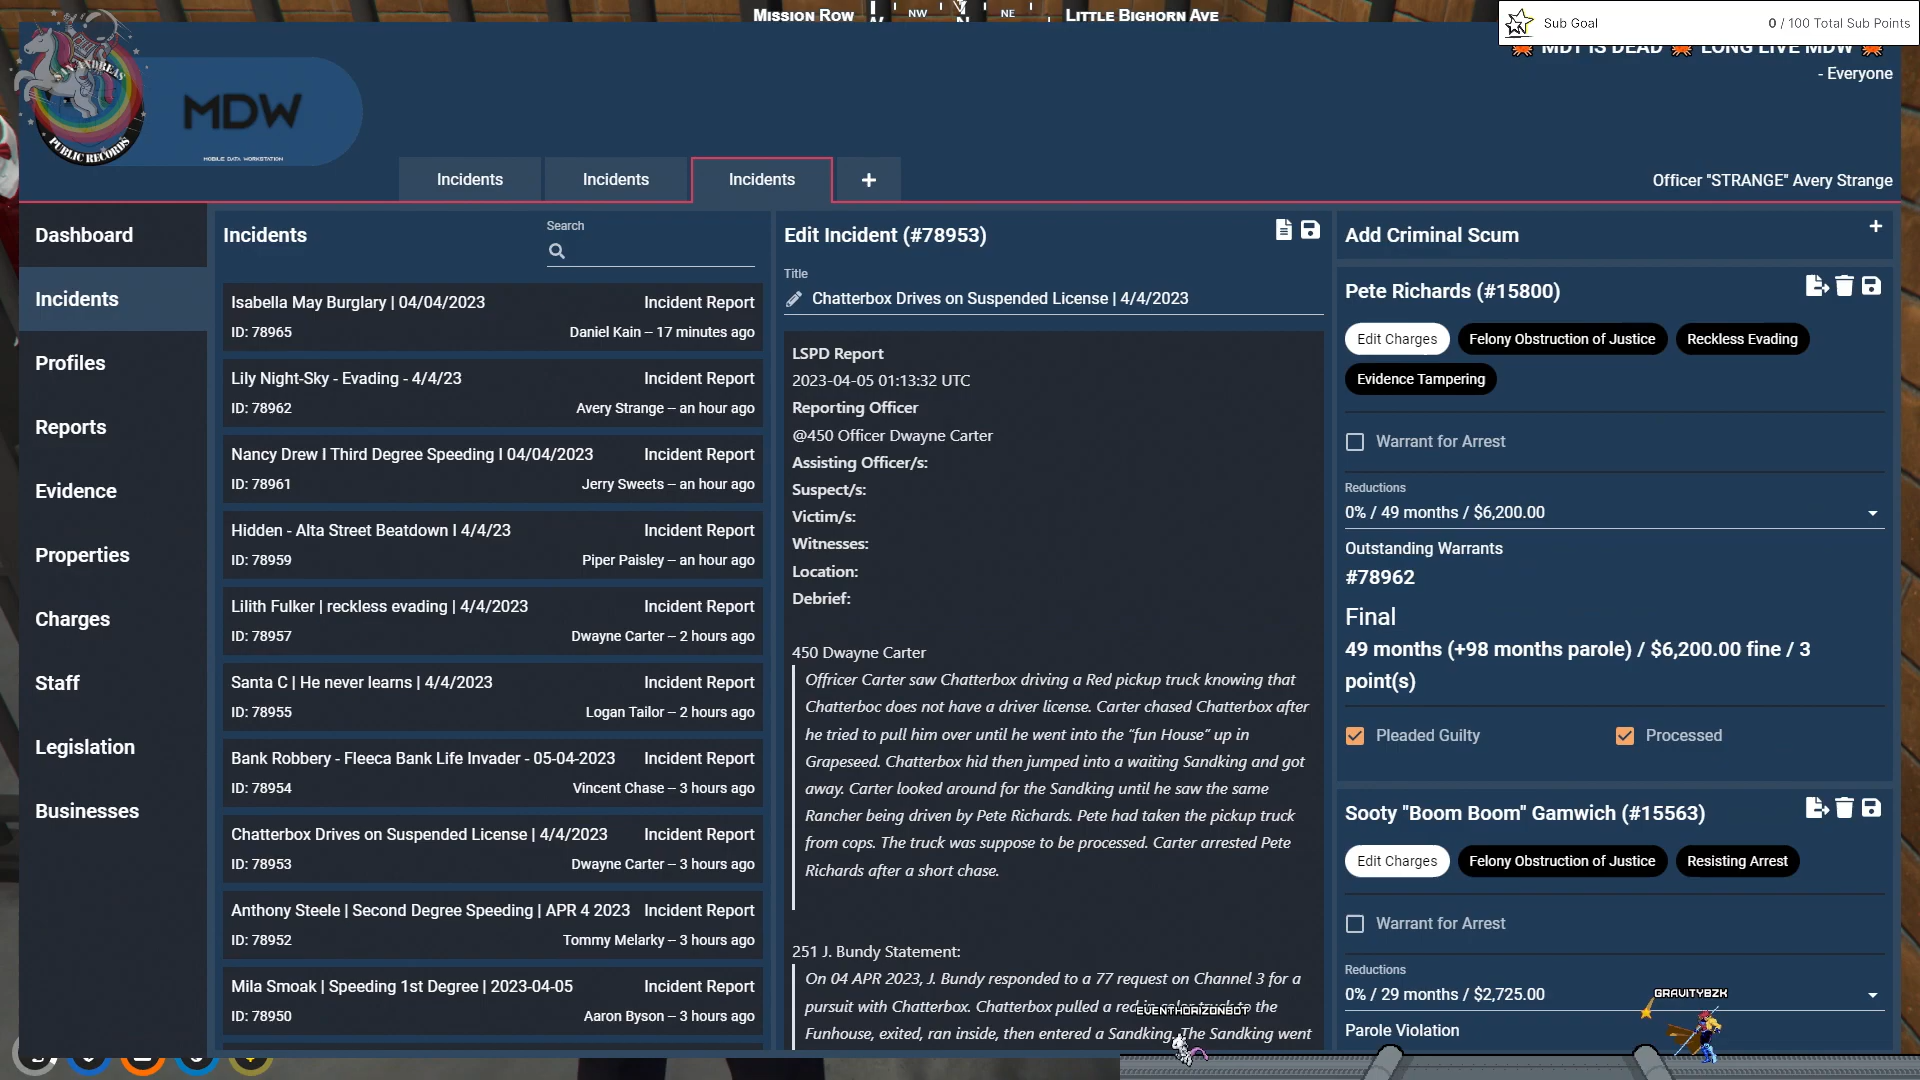 Mission Row
NW
N
NE
Little Bighorn Ave
Sub Goal
0 / 100 Total Sub Points
MDT IS DEAD LONG LIVE MDW
- Everyone
SAN ANDREAS
PUBLIC RECORDS
MDW
MOBILE DATA WORKSTATION
Incidents
Incidents
Incidents
+
Officer "STRANGE" Avery Strange
Dashboard
Incidents
Profiles
Reports
Evidence
Properties
Charges
Staff
Legislation
Businesses
Incidents
Search
Isabella May Burglary | 04/04/2023 Incident Report
ID: 78965 Daniel Kain – 17 minutes ago
Lily Night-Sky - Evading - 4/4/23 Incident Report
ID: 78962 Avery Strange – an hour ago
Nancy Drew I Third Degree Speeding I 04/04/2023 Incident Report
ID: 78961 Jerry Sweets – an hour ago
Hidden - Alta Street Beatdown I 4/4/23 Incident Report
ID: 78959 Piper Paisley – an hour ago
Lilith Fulker | reckless evading | 4/4/2023 Incident Report
ID: 78957 Dwayne Carter – 2 hours ago
Santa C | He never learns | 4/4/2023 Incident Report
ID: 78955 Logan Tailor – 2 hours ago
Bank Robbery - Fleeca Bank Life Invader - 05-04-2023 Incident Report
ID: 78954 Vincent Chase – 3 hours ago
Chatterbox Drives on Suspended License | 4/4/2023 Incident Report
ID: 78953 Dwayne Carter – 3 hours ago
Anthony Steele | Second Degree Speeding | APR 4 2023 Incident Report
ID: 78952 Tommy Melarky – 3 hours ago
Mila Smoak | Speeding 1st Degree | 2023-04-05 Incident Report
ID: 78950 Aaron Byson – 3 hours ago
Edit Incident (#78953)
Title
Chatterbox Drives on Suspended License | 4/4/2023
LSPD Report
2023-04-05 01:13:32 UTC
Reporting Officer
@450 Officer Dwayne Carter
Assisting Officer/s:
Suspect/s:
Victim/s:
Witnesses:
Location:
Debrief:
450 Dwayne Carter
Offricer Carter saw Chatterbox driving a Red pickup truck knowing that
Chatterboc does not have a driver license. Carter chased Chatterbox after
he tried to pull him over until he went into the "fun House" up in
Grapeseed. Chatterbox hid then jumped into a waiting Sandking and got
away. Carter looked around for the Sandking until he saw the same
Rancher being driven by Pete Richards. Pete had taken the pickup truck
from cops. The truck was suppose to be processed. Carter arrested Pete
Richards after a short chase.
251 J. Bundy Statement:
On 04 APR 2023, J. Bundy responded to a 77 request on Channel 3 for a
pursuit with Chatterbox. Chatterbox pulled a red in color truck to the
EVENTHORIZONBOT
Funhouse, exited, ran inside, then entered a Sandking. The Sandking went
Add Criminal Scum
+
Pete Richards (#15800)
Edit Charges
Felony Obstruction of Justice
Reckless Evading
Evidence Tampering
Warrant for Arrest
Reductions
0% / 49 months / $6,200.00
Outstanding Warrants
#78962
Final
49 months (+98 months parole) / $6,200.00 fine / 3
point(s)
Pleaded Guilty
Processed
Sooty "Boom Boom" Gamwich (#15563)
Edit Charges
Felony Obstruction of Justice
Resisting Arrest
Warrant for Arrest
Reductions
0% / 29 months / $2,725.00
GRAVITYBZK
Parole Violation